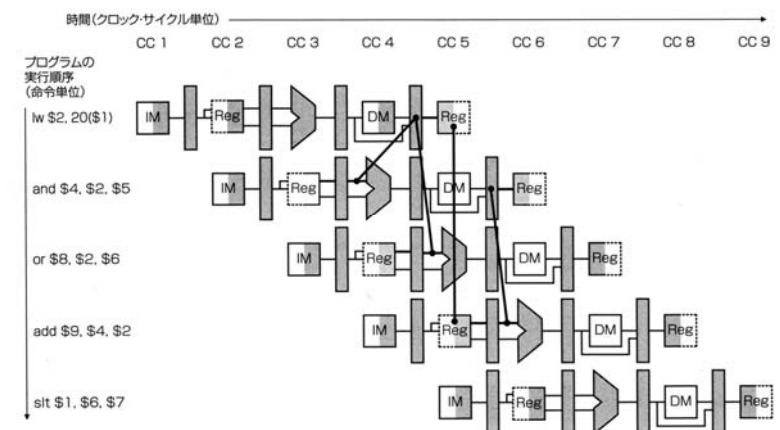 時間(クロック・サイクル単位)
CC 1 CC 2 CC 3 CC 4 CC 5 CC 6 CC 7 CC 8 CC 9
プログラムの
実行順序
(命令単位)
lw $2, 20($1) IM Reg DM Reg
and $4, $2, $5 IM Reg DM Reg
or $8, $2, $6 IM Reg DM Reg
add $9, $4, $2 IM Reg DM Reg
slt $1, $6, $7 IM Reg DM Reg